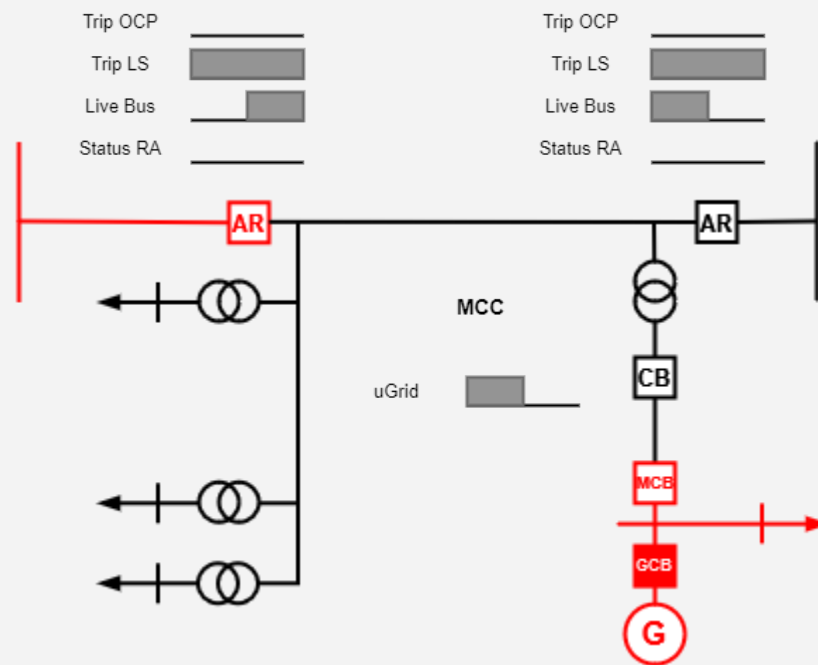 Trip OCP
Trip LS
Live Bus
Status RA
Trip OCP
Trip LS
Live Bus
Status RA
AR
AR
MCC
uGrid
CB
MCB
GCB
G